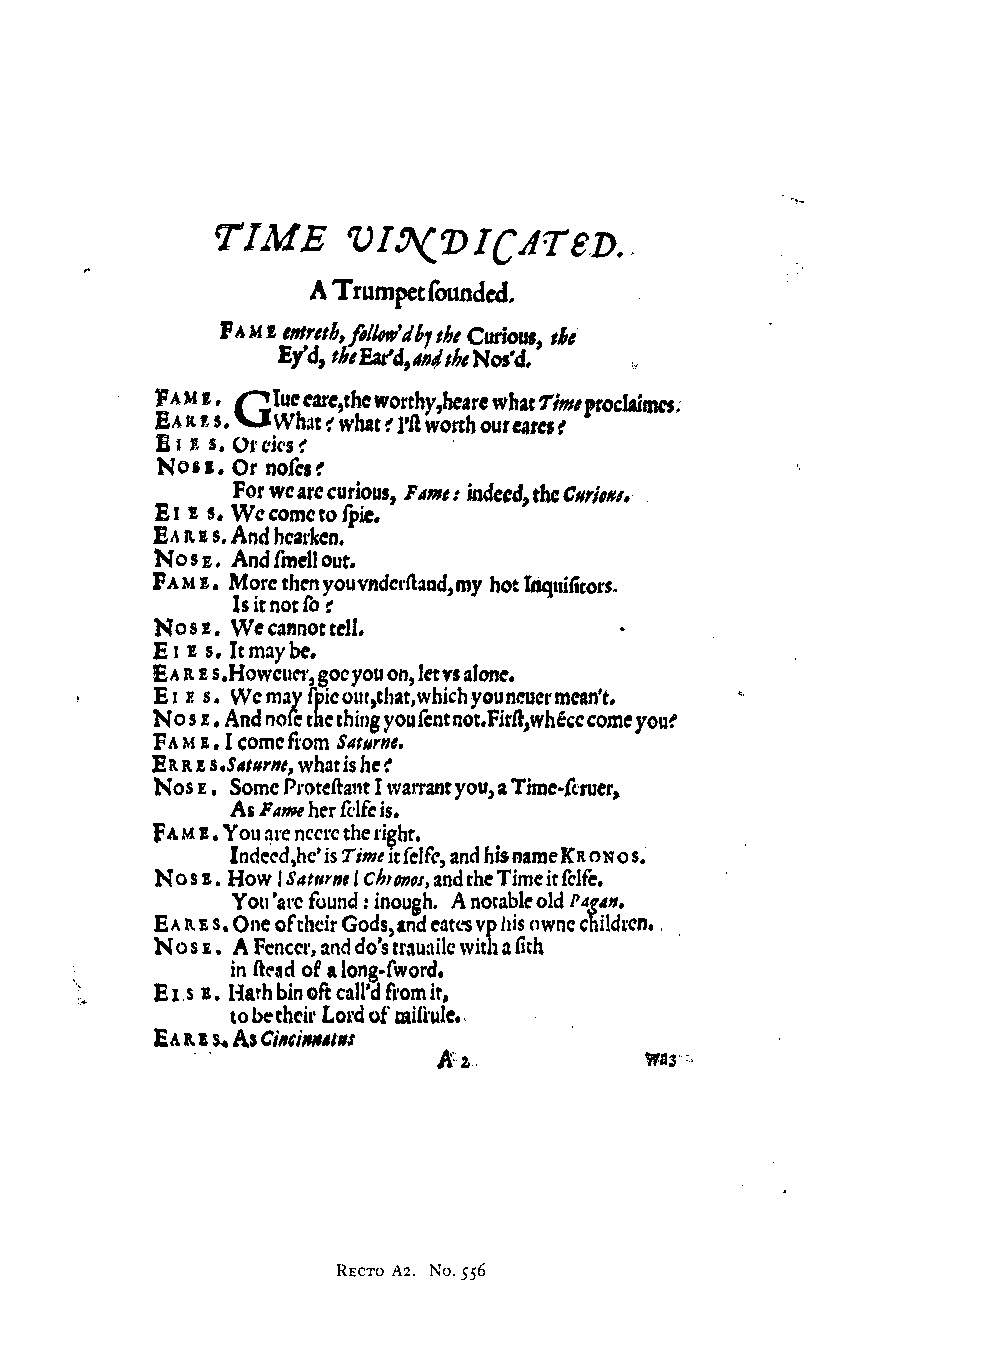 TIME VINDICATED.
A Trumpet ſounded.
FAME entreth, follow'd by the Curious, the
Ey'd, the Ear'd, and the Nos'd.
FAME. GIue eare, the worthy, heare what Time proclaimes.
EARES. What? what? I'ſt worth our eares?
EIES. Or eies?
NOSE. Or noſes?
For we are curious, Fame: indeed, the Curious.
EIES. We come to ſpie.
EARES. And hearken.
NOSE. And ſmell out.
FAME. More then you vnderſtand, my hot Inquiſitors.
Is it not ſo?
NOSE. We cannot tell.
EIES. It may be.
EARES. Howeuer, goe you on, let vs alone.
EIES. We may ſpie out, that, which you neuer mean't.
NOSE. And noſe the thing you ſent not. Firſt, whēce come you?
FAME. I come from Saturne.
ERRES. Saturne, what is he?
NOSE. Some Proteſtant I warrant you, a Time-ſeruer,
As Fame her ſelfe is.
FAME. You are neere the right.
Indeed, he' is Time it ſelfe, and his name KRONOS.
NOSE. How! Saturne! Chronos, and the Time it ſelfe.
You 'are found: inough. A notable old Pagan.
EARES. One of their Gods, and eates vp his owne children.
NOSE. A Fencer, and do's trauaile with a ſith
in ſtead of a long-ſword.
EISE. Hath bin oft call'd from it,
to be their Lord of miſrule.
EARES. As Cincinnatus
A 2
Was
RECTO A2. No. 556